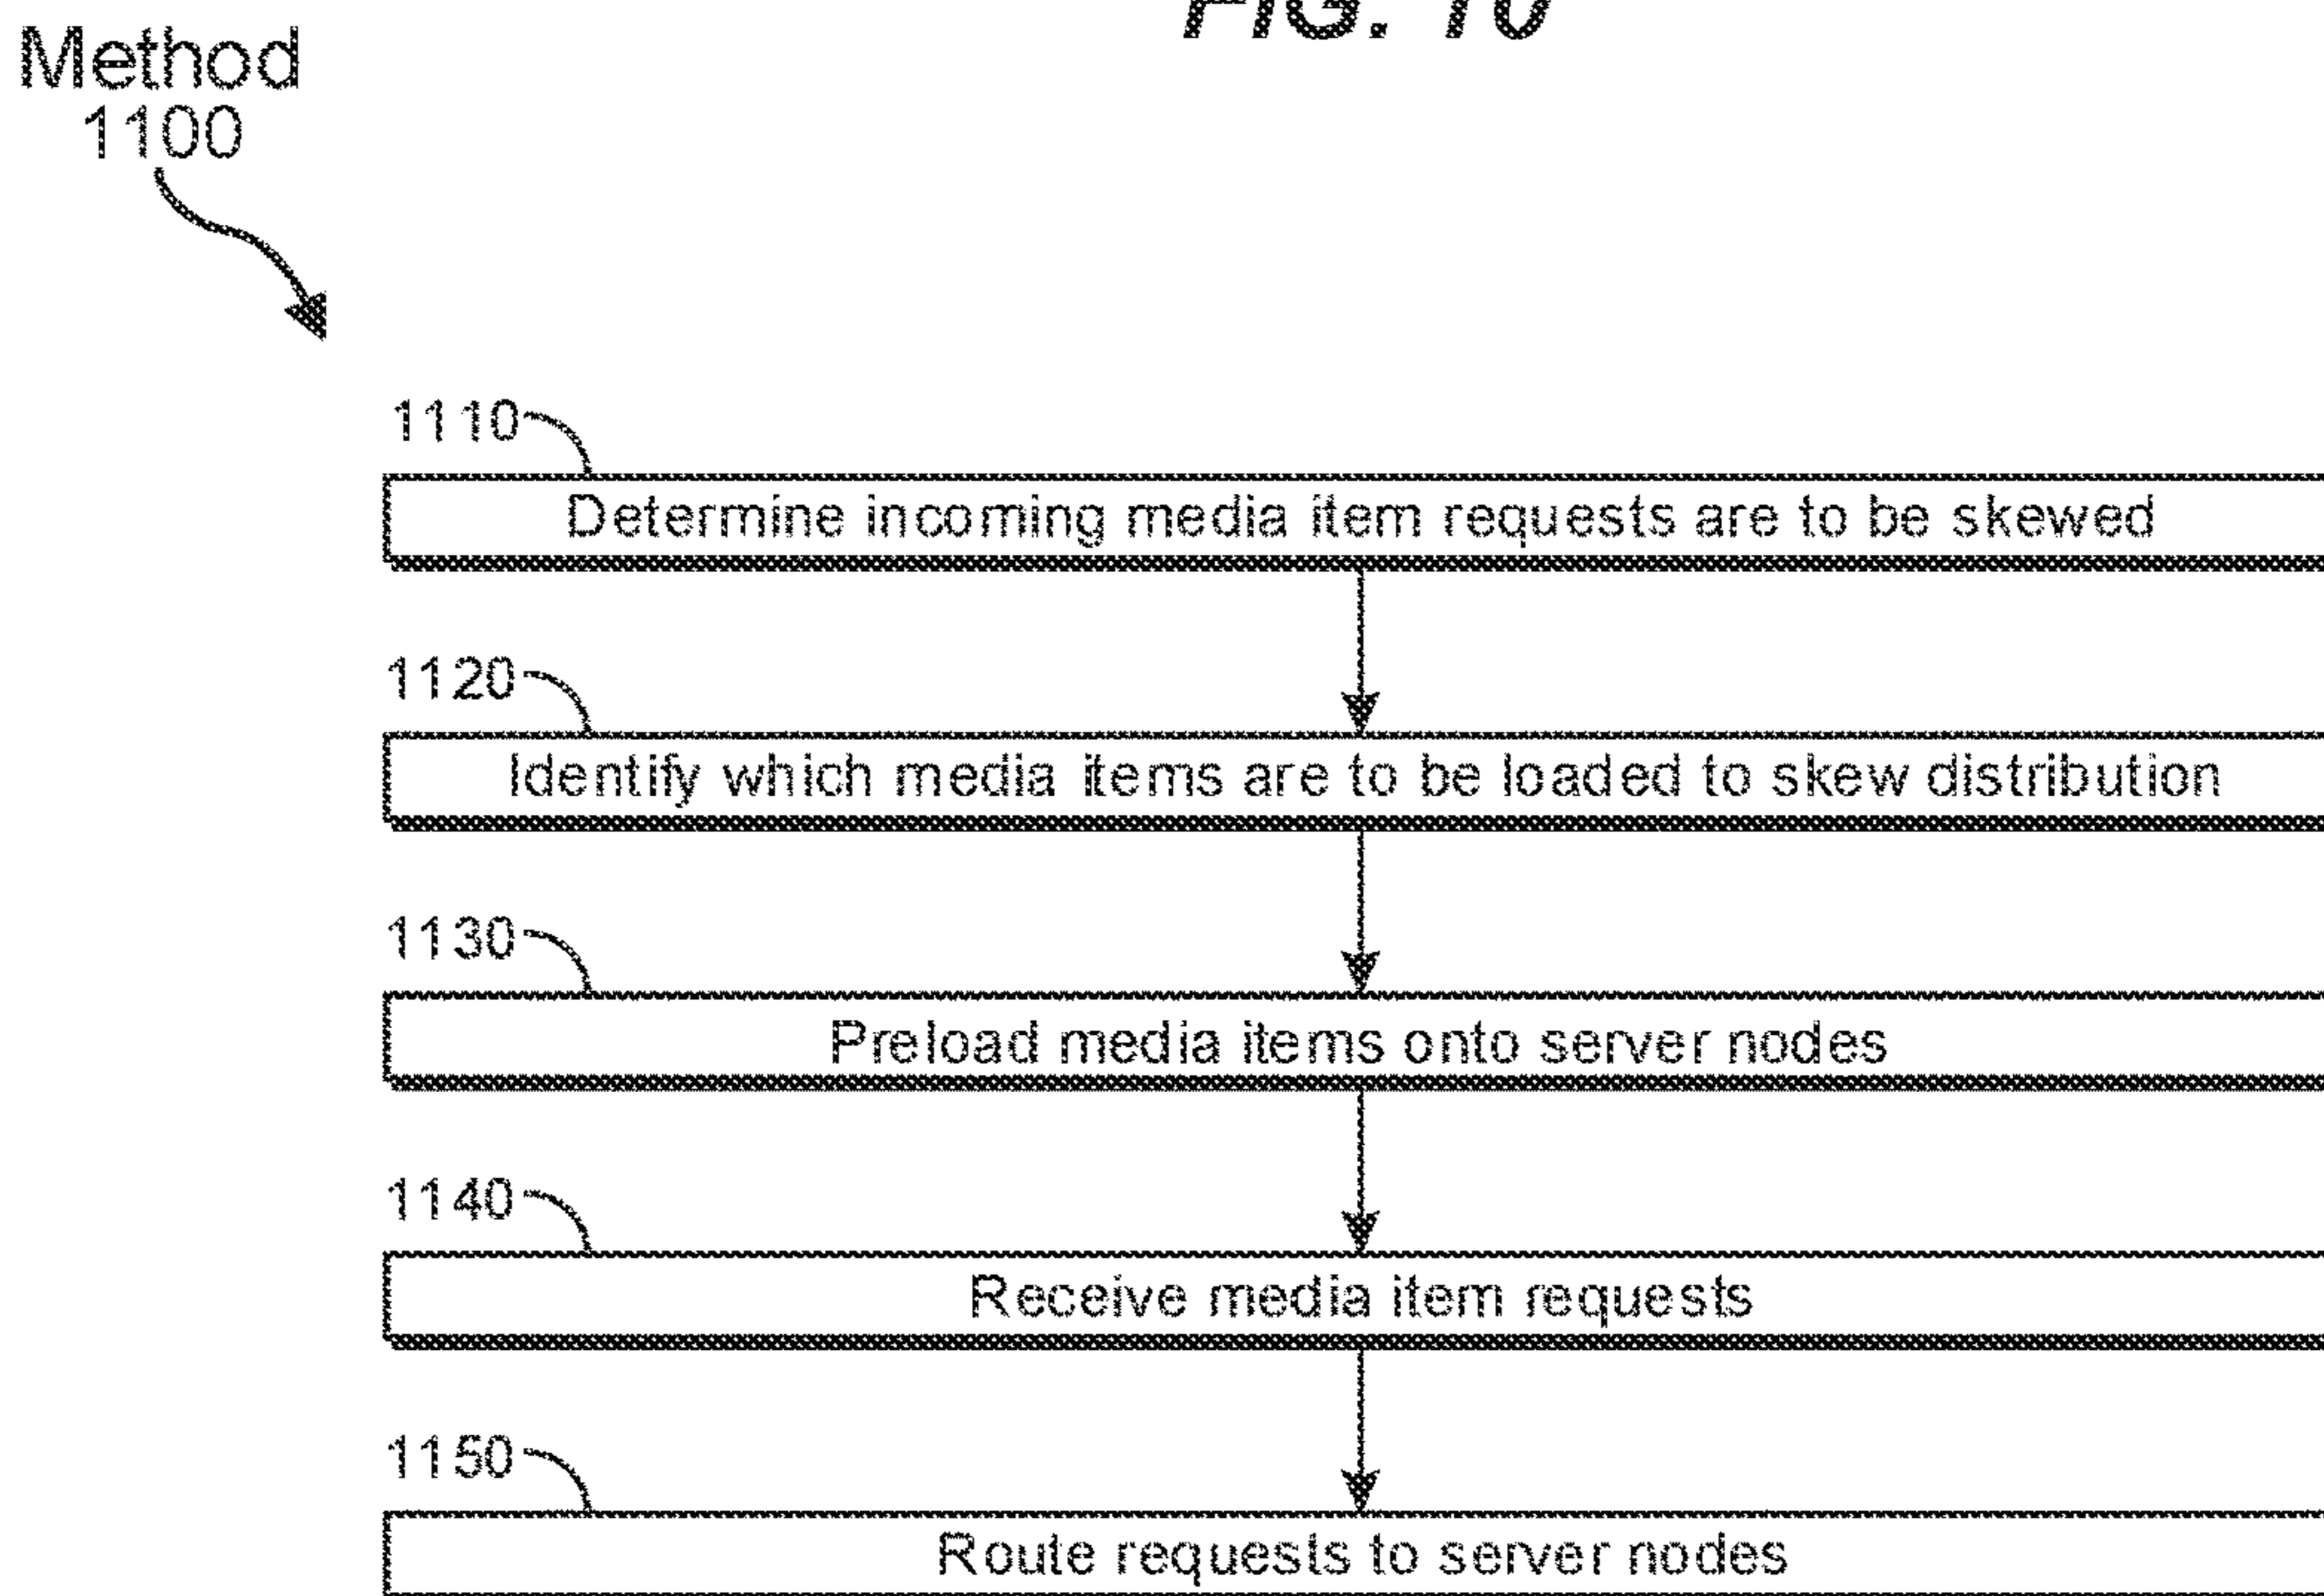 FIG. 10
Method
1100
1110
Determine incoming media item requests are to be skewed
1120
Identify which media items are to be loaded to skew distribution
1130
Preload media items onto server nodes
1140
Receive media item requests
1150
Route requests to server nodes